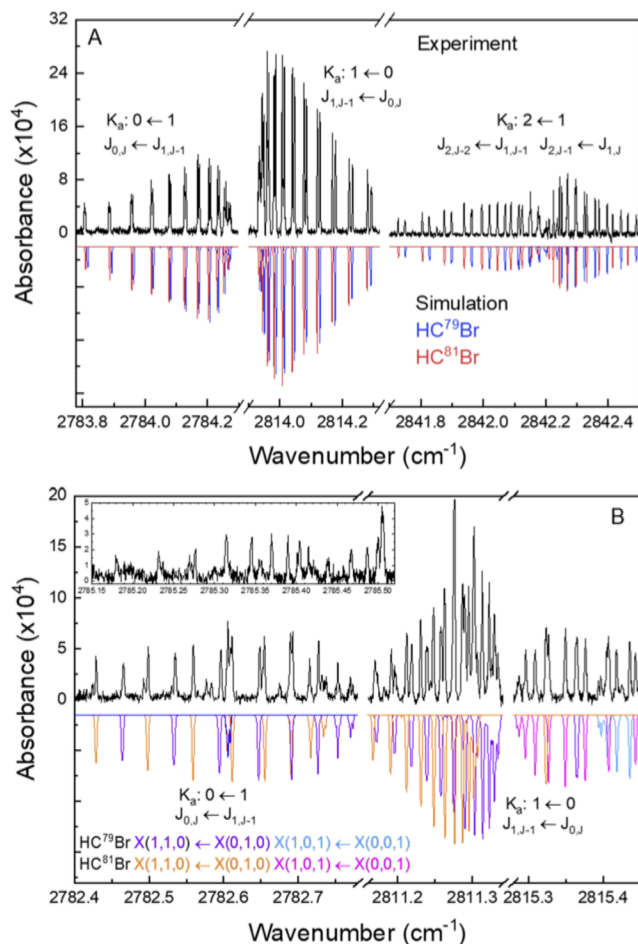 A
Experiment
Kₐ: 1 ← 0
J₁,J-1 ← J₀,J
Kₐ: 0 ← 1
J₀,J ← J₁,J-1
Kₐ: 2 ← 1
J₂,J-2 ← J₁,J-1 J₂,J-1 ← J₁,J
32
24
16
8
0
Absorbance (x10⁴)
Simulation
HC⁷⁹Br
HC⁸¹Br
2783.8 2784.0 2784.2 2814.0 2814.2 2841.8 2842.0 2842.2 2842.4
Wavenumber (cm⁻¹)
B
20
15
10
5
0
Absorbance (x10⁴)
5
4
3
2
1
0
2785.15 2785.20 2785.25 2785.30 2785.35 2785.40 2785.45 2785.50
Kₐ: 0 ← 1
J₀,J ← J₁,J-1
Kₐ: 1 ← 0
J₁,J-1 ← J₀,J
HC⁷⁹Br X(1,1,0) ← X(0,1,0) X(1,0,1) ← X(0,0,1)
HC⁸¹Br X(1,1,0) ← X(0,1,0) X(1,0,1) ← X(0,0,1)
2782.4 2782.5 2782.6 2782.7 2811.2 2811.3 2815.3 2815.4
Wavenumber (cm⁻¹)